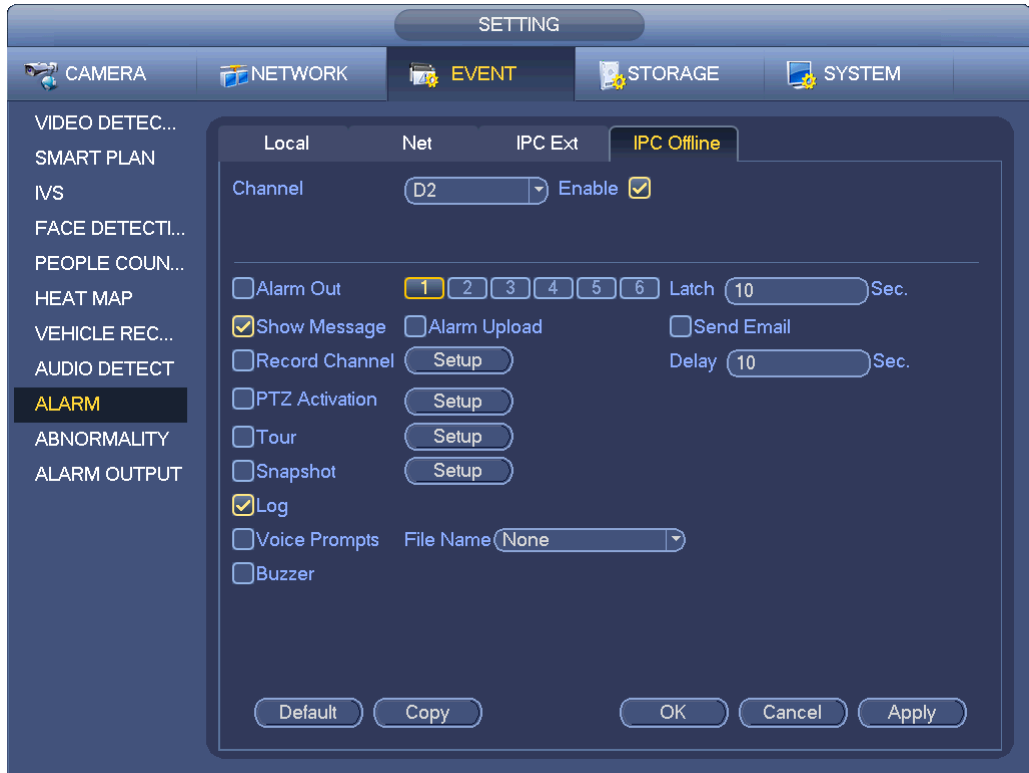 SETTING
CAMERA NETWORK EVENT STORAGE SYSTEM
VIDEO DETEC...
SMART PLAN
IVS
FACE DETECTI...
PEOPLE COUN...
HEAT MAP
VEHICLE REC...
AUDIO DETECT
ALARM
ABNORMALITY
ALARM OUTPUT
Local Net IPC Ext IPC Offline
Channel D2 Enable
Alarm Out 1 2 3 4 5 6 Latch 10 Sec.
Show Message Alarm Upload Send Email
Record Channel Setup Delay 10 Sec.
PTZ Activation Setup
Tour Setup
Snapshot Setup
Log
Voice Prompts File Name None
Buzzer
Default Copy OK Cancel Apply